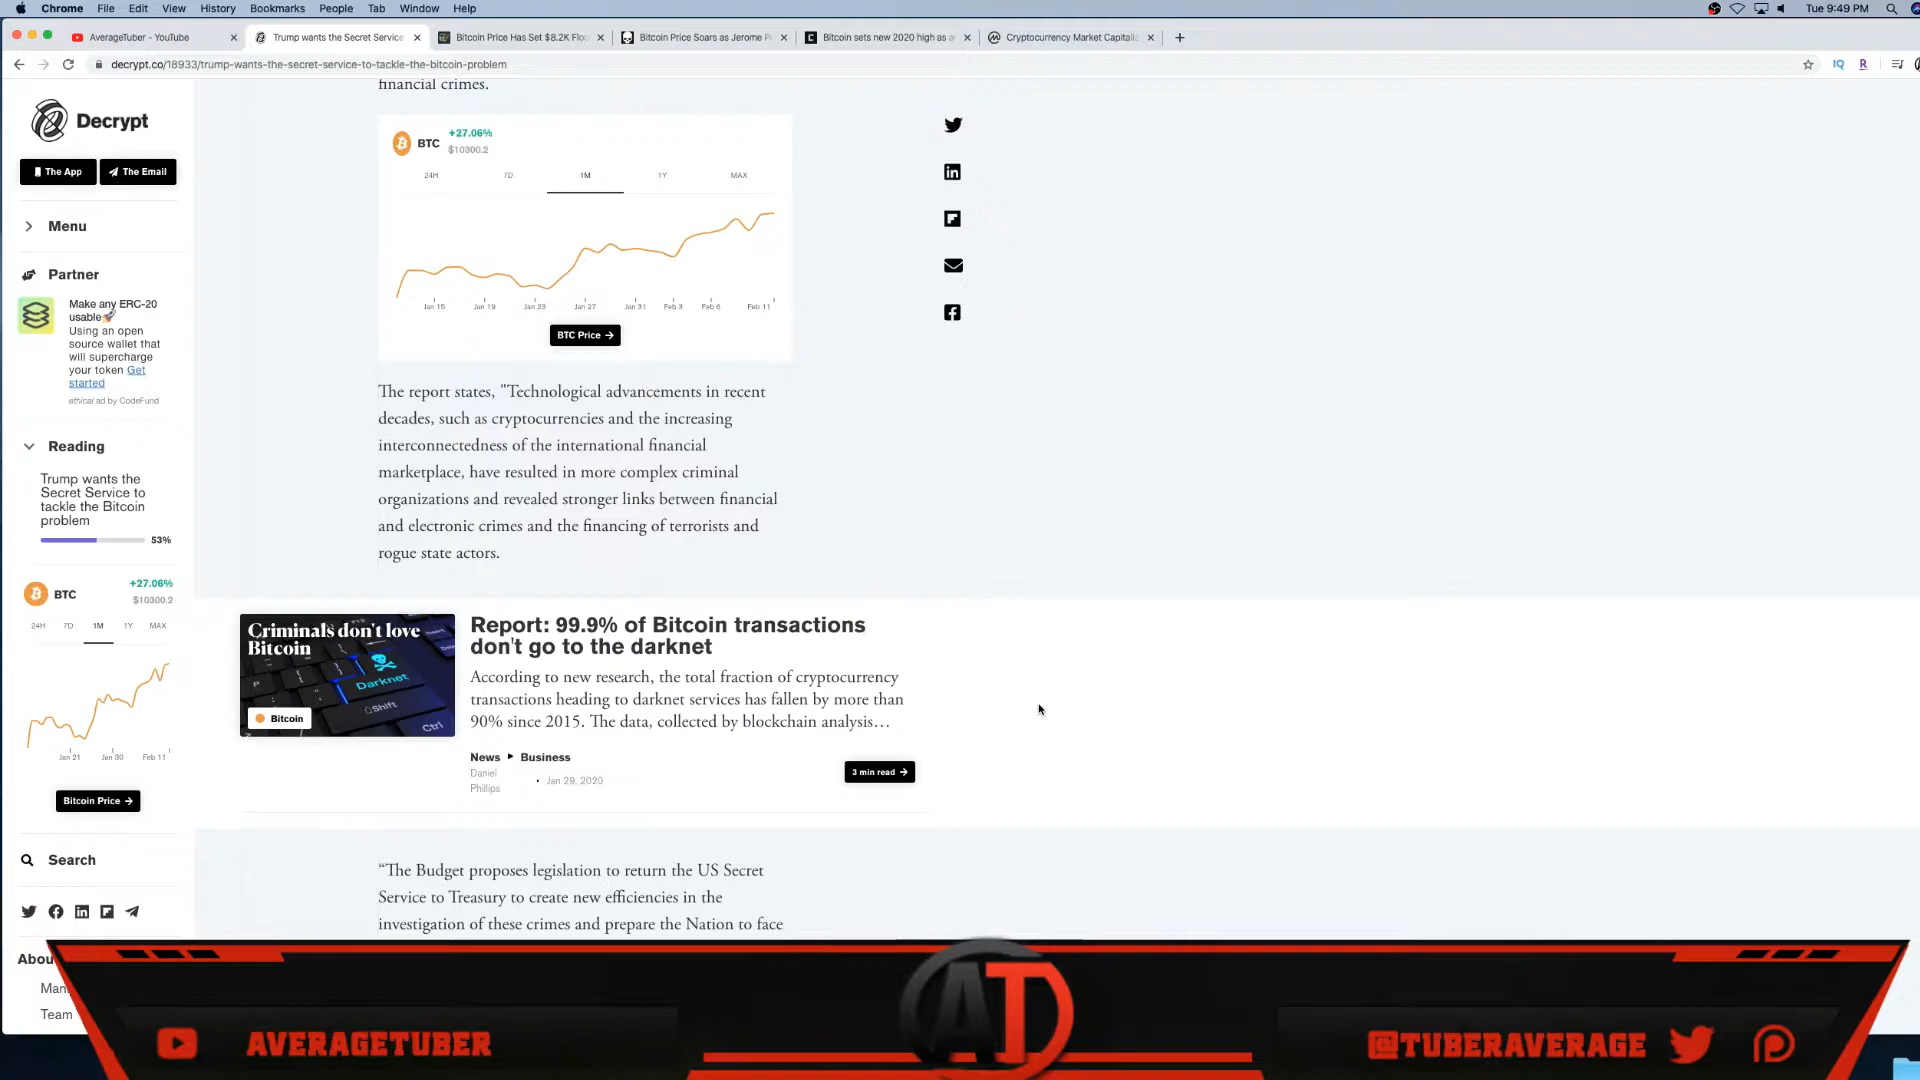 Chrome File Edit View History Bookmarks People Tab Window Help
Tue 9:49 PM
AverageTuber - YouTube
Trump wants the Secret Service
Bitcoin Price Has Set $8.2K Floo
Bitcoin Price Soars as Jerome P
Bitcoin sets new 2020 high as a
Cryptocurrency Market Capitali
decrypt.co/18933/trump-wants-the-secret-service-to-tackle-the-bitcoin-problem
IQ
R
Decrypt
The App
The Email
Menu
Partner
Make any ERC-20
usable
Using an open
source wallet that
will supercharge
your token Get
started
ethical ad by CodeFund
Reading
Trump wants the
Secret Service to
tackle the Bitcoin
problem
53%
BTC
+27.06%
$10300.2
24H 7D 1M 1Y MAX
Jan 21 Jan 30 Feb 11
Bitcoin Price →
Search
Abou
Man
Team
financial crimes.
BTC
+27.06%
$10300.2
24H 7D 1M 1Y MAX
Jan 15 Jan 19 Jan 23 Jan 27 Jan 31 Feb 3 Feb 6 Feb 11
BTC Price →
The report states, "Technological advancements in recent
decades, such as cryptocurrencies and the increasing
interconnectedness of the international financial
marketplace, have resulted in more complex criminal
organizations and revealed stronger links between financial
and electronic crimes and the financing of terrorists and
rogue state actors.
Criminals don't love
Bitcoin
Darknet
Shift
Ctrl
P
Bitcoin
Report: 99.9% of Bitcoin transactions
don't go to the darknet
According to new research, the total fraction of cryptocurrency
transactions heading to darknet services has fallen by more than
90% since 2015. The data, collected by blockchain analysis…
News ▸ Business
Daniel
Phillips
• Jan 29, 2020
3 min read →
“The Budget proposes legislation to return the US Secret
Service to Treasury to create new efficiencies in the
investigation of these crimes and prepare the Nation to face
AVERAGETUBER
AT
@TUBERAVERAGE